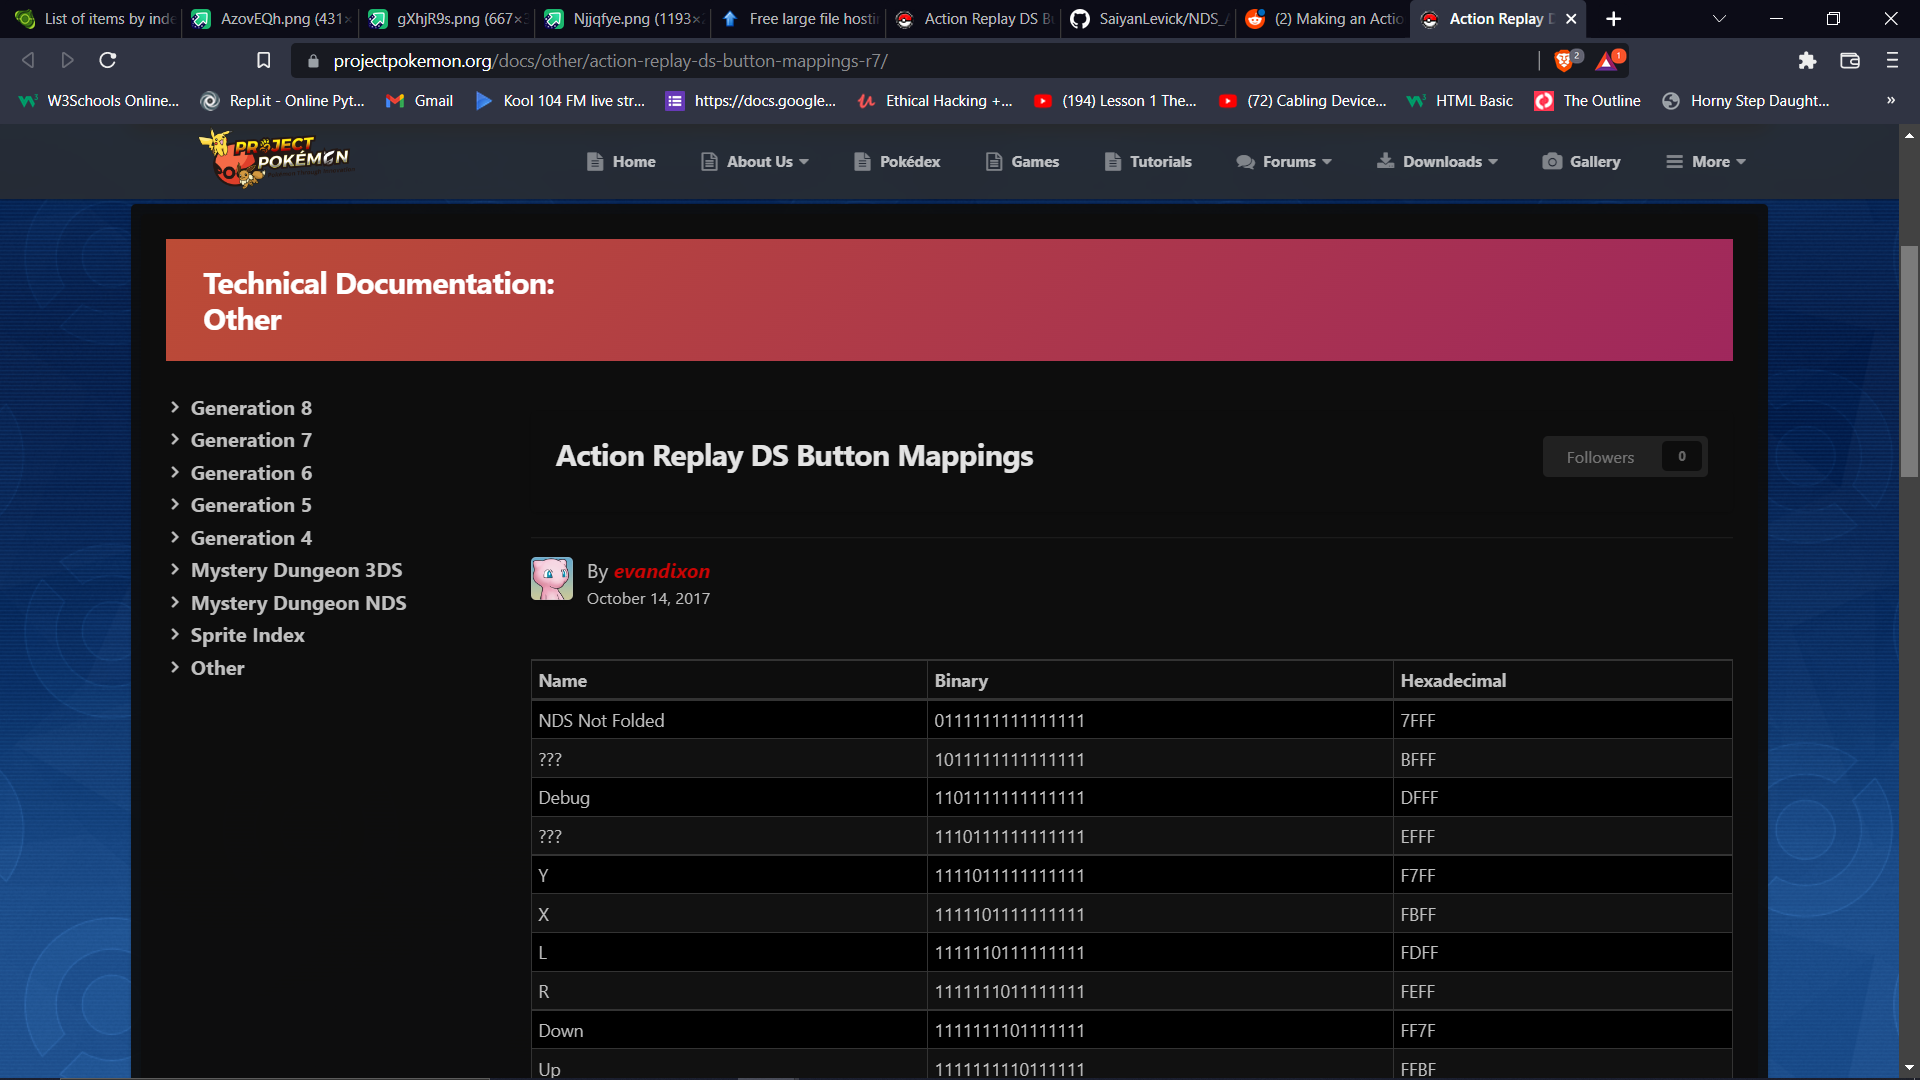 List of items by inde
AzovEQh.png (431×
gXhjR9s.png (667×3
Njjqfye.png (1193×2
Free large file hostin
Action Replay DS Bu
SaiyanLevick/NDS_A
(2) Making an Actio
Action Replay D
projectpokemon.org/docs/other/action-replay-ds-button-mappings-r7/
2
1
W3Schools Online...
Repl.it - Online Pyt...
Gmail
Kool 104 FM live str...
https://docs.google...
Ethical Hacking +...
(194) Lesson 1 The...
(72) Cabling Device...
HTML Basic
The Outline
Horny Step Daught...
»
PROJECT
POKÉMON
Home
About Us
Pokédex
Games
Tutorials
Forums
Downloads
Gallery
More
Technical Documentation:
Other
Generation 8
Generation 7
Generation 6
Generation 5
Generation 4
Mystery Dungeon 3DS
Mystery Dungeon NDS
Sprite Index
Other
Action Replay DS Button Mappings
Followers 0
By evandixon
October 14, 2017
Name Binary Hexadecimal
NDS Not Folded 0111111111111111 7FFF
??? 1011111111111111 BFFF
Debug 1101111111111111 DFFF
??? 1110111111111111 EFFF
Y 1111011111111111 F7FF
X 1111101111111111 FBFF
L 1111110111111111 FDFF
R 1111111011111111 FEFF
Down 1111111101111111 FF7F
Up 1111111110111111 FFBF